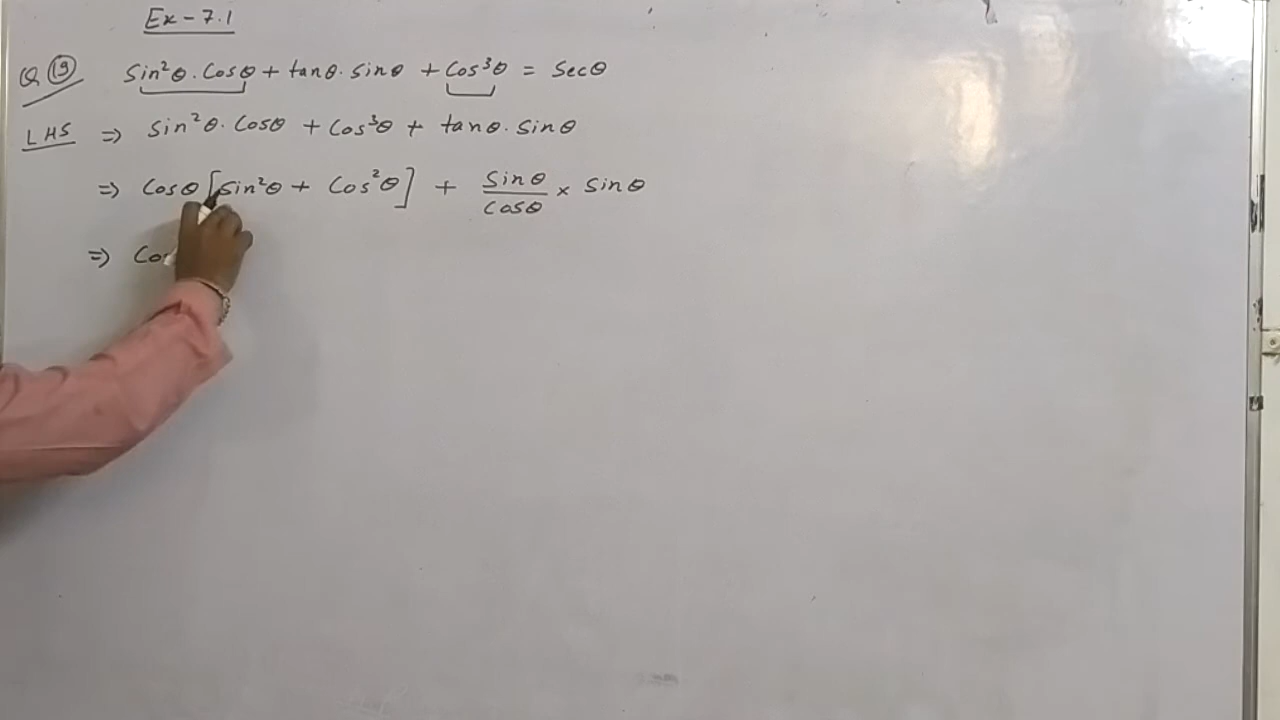 Ex - 7.1
Q 19 Sin²θ. Cosθ + tanθ. Sinθ + Cos³θ = Secθ
LHS ⇒ Sin²θ. Cosθ + Cos³θ + tanθ. Sinθ
⇒ Cosθ [Sin²θ + Cos²θ] + Sinθ/Cosθ × Sinθ
⇒ Co